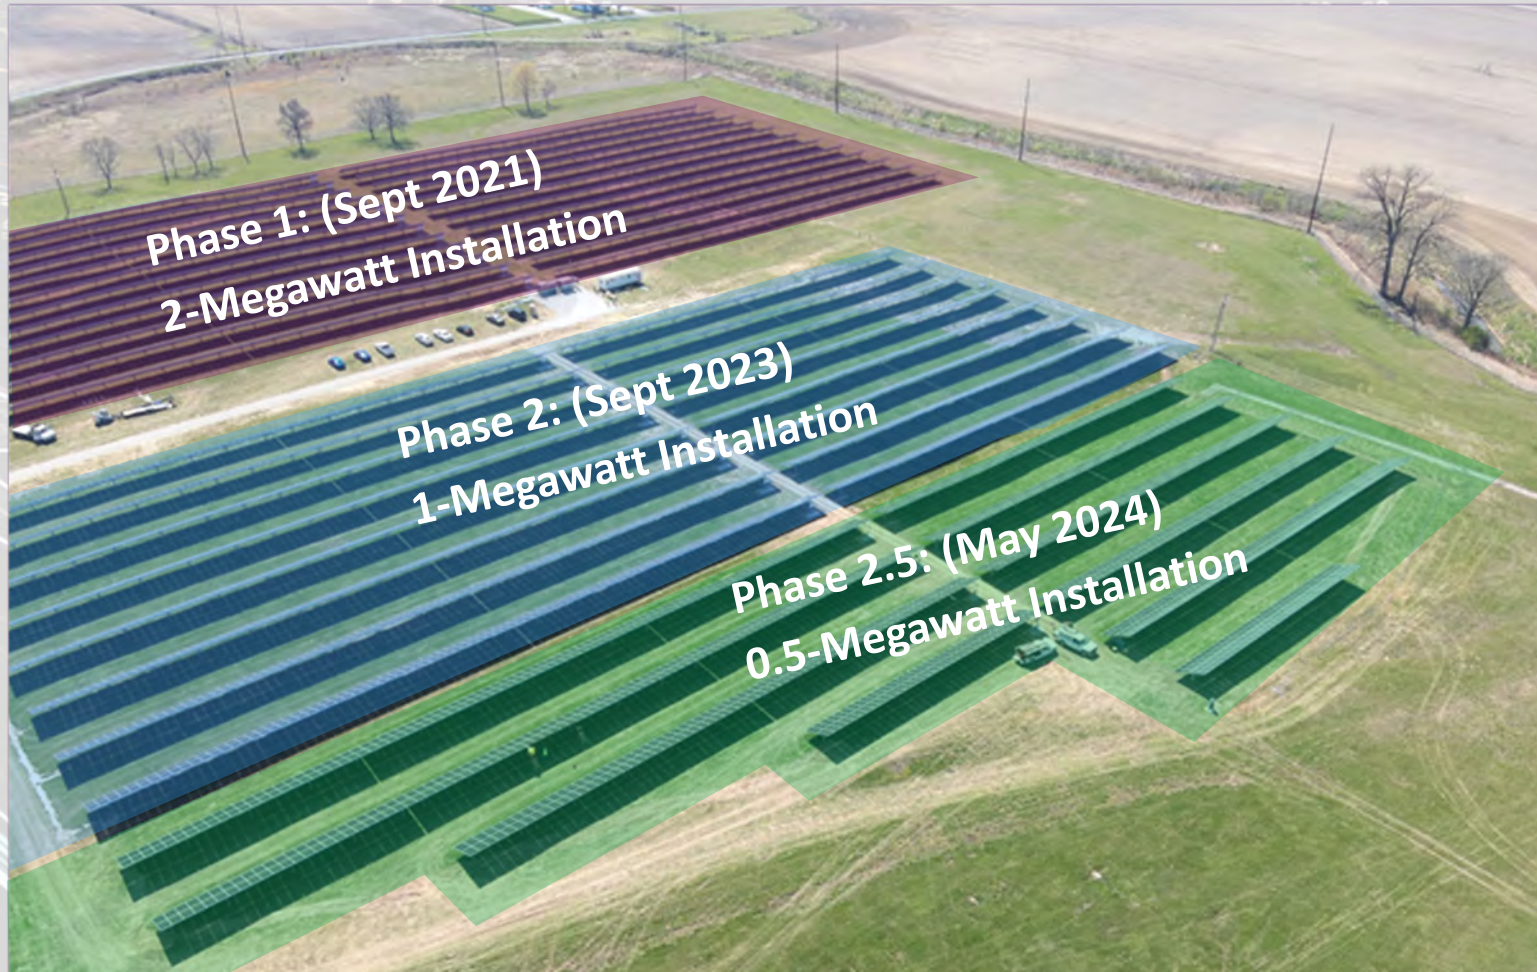 Phase 1: (Sept 2021)
2-Megawatt Installation
Phase 2: (Sept 2023)
1-Megawatt Installation
Phase 2.5: (May 2024)
0.5-Megawatt Installation